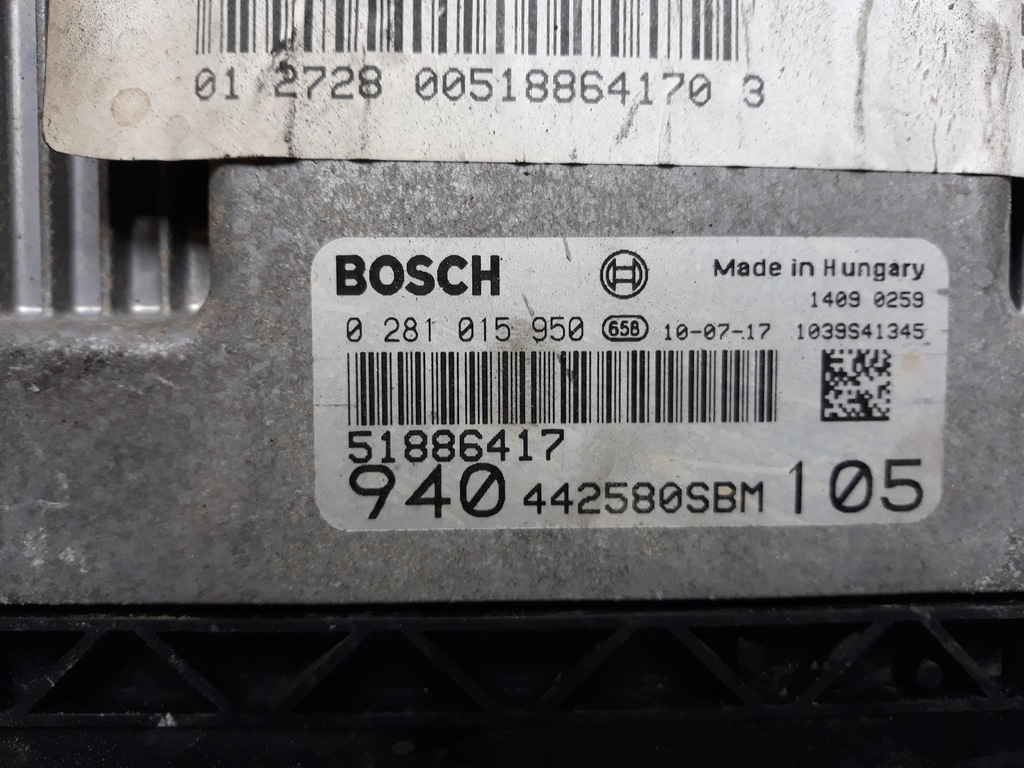 01 2728 00518864170 3
BOSCH Made in Hungary
1409 0259
0 281 015 950 658 10-07-17 1039S41345
51886417
940 442580SBM 105